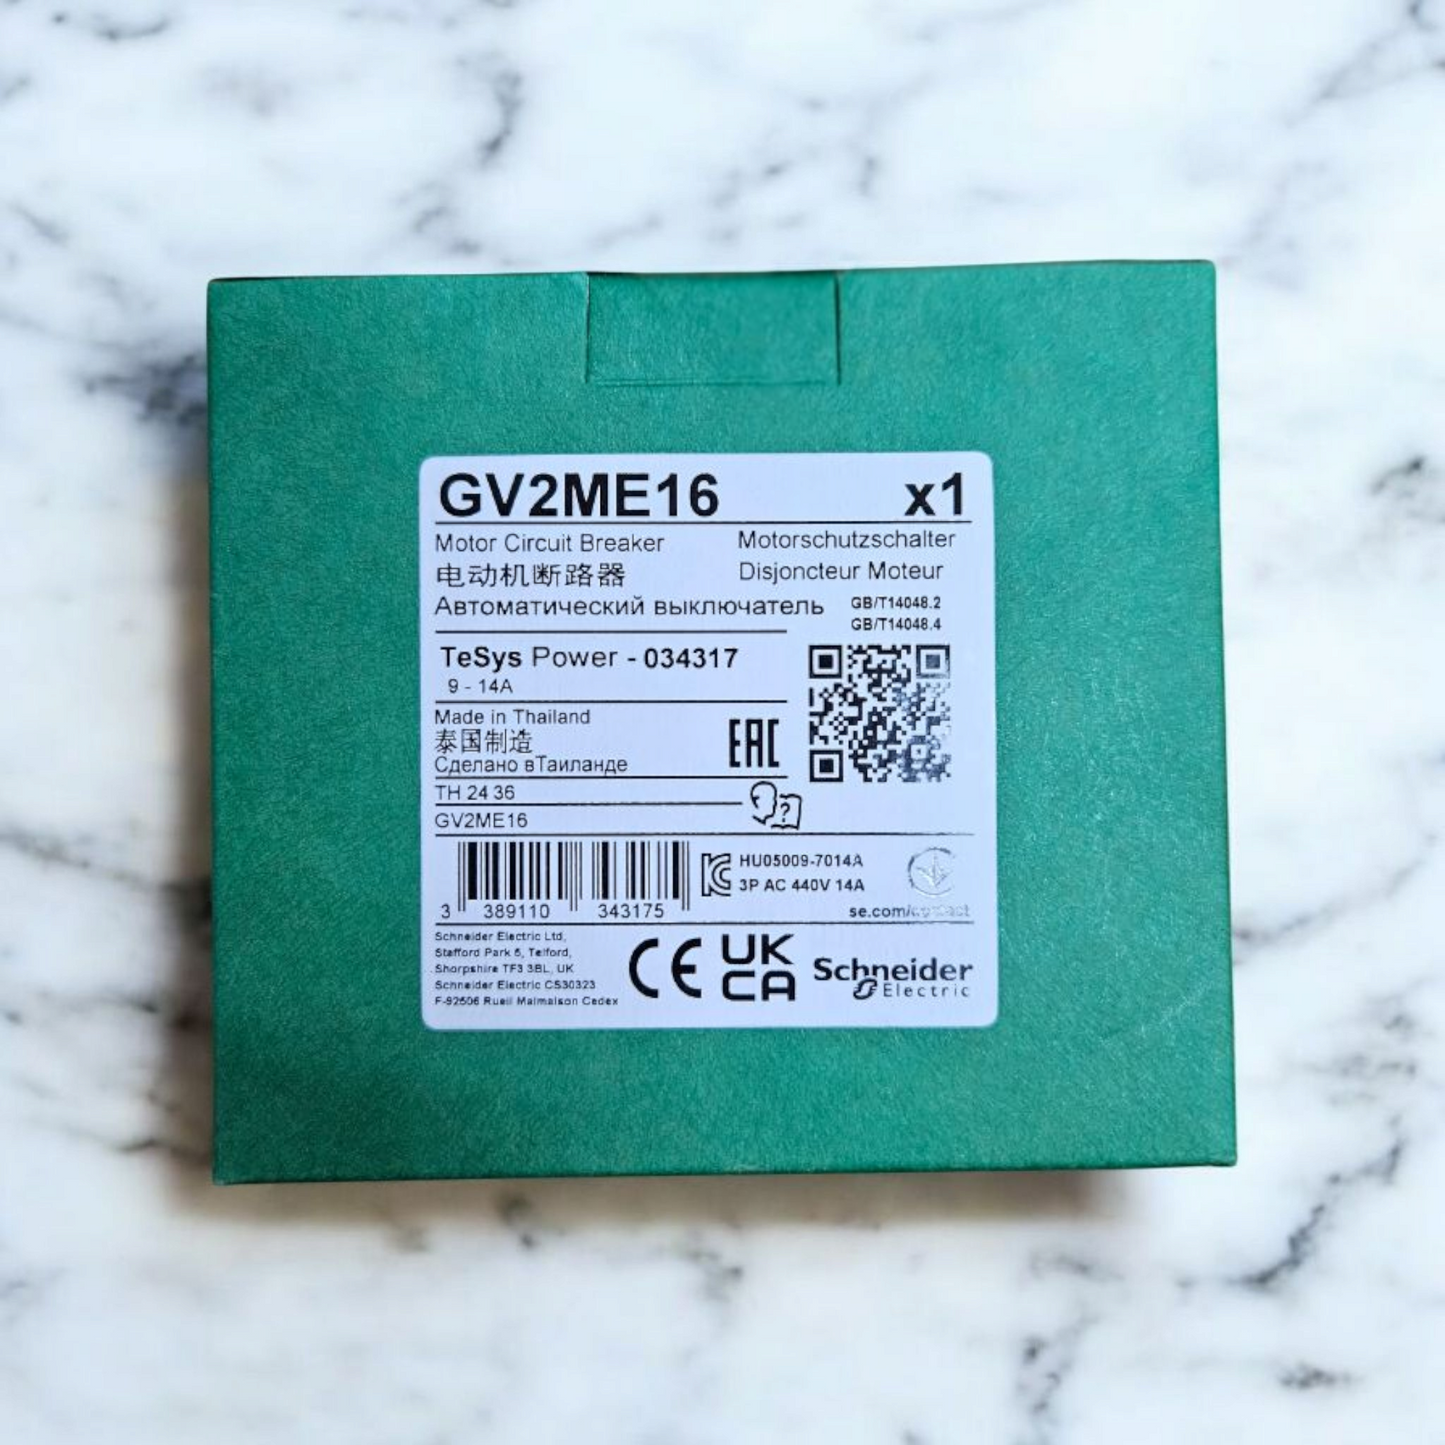 GV2ME16 x1
Motor Circuit Breaker Motorschutzschalter
电动机断路器 Disjoncteur Moteur
Автоматический выключатель GB/T14048.2
GB/T14048.4
TeSys Power - 034317
9 - 14A
Made in Thailand
泰国制造
Сделано вТаиланде
EAC
TH 24 36
?
GV2ME16
HU05009-7014A
3P AC 440V 14A
3 389110 343175
se.com/contact
Schneider Electric Ltd,
Stafford Park 5, Telford,
Shorpshire TF3 3BL, UK
Schneider Electric CS30323
F-92506 Rueil Malmaison Cedex
CE UK
CA
Schneider
Electric